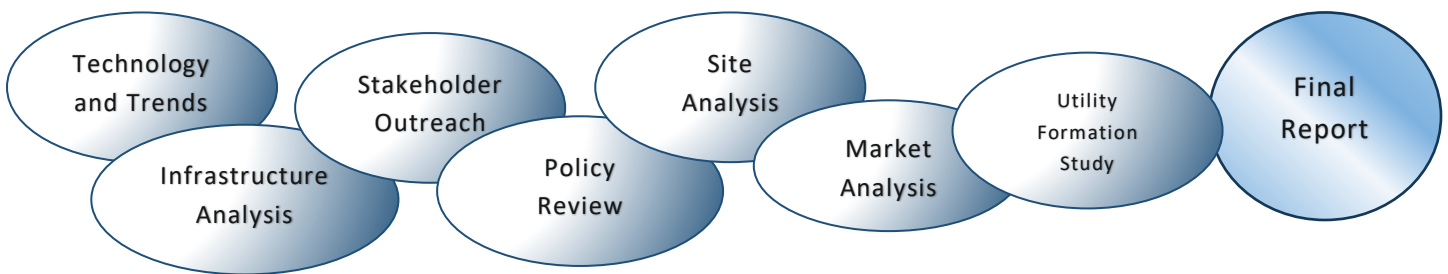 Technology
and Trends
Infrastructure
Analysis
Stakeholder
Outreach
Policy
Review
Site
Analysis
Market
Analysis
Utility
Formation
Study
Final
Report